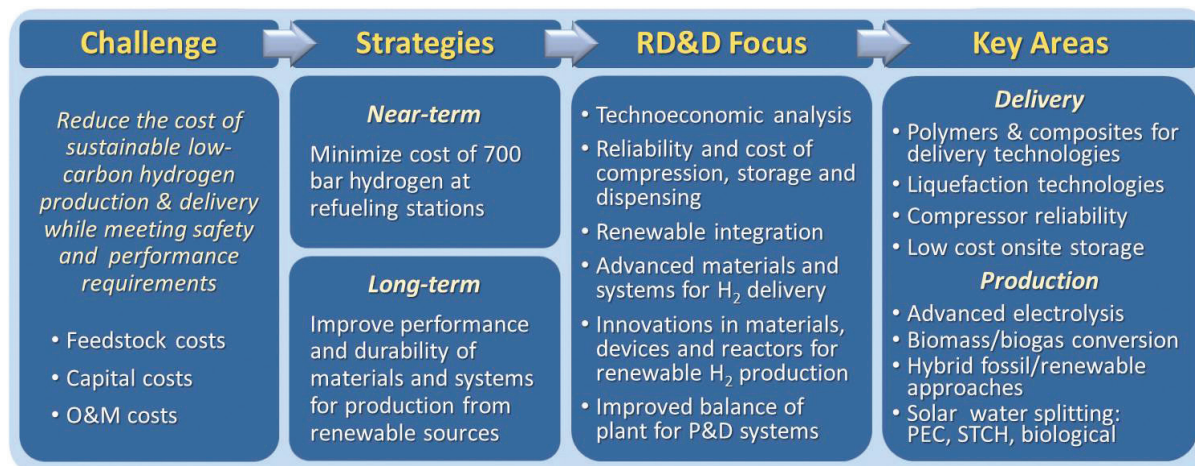 Challenge
Strategies
RD&D Focus
Key Areas
Reduce the cost of
sustainable low-
carbon hydrogen
production & delivery
while meeting safety
and performance
requirements
• Feedstock costs
• Capital costs
• O&M costs
Near-term
Minimize cost of 700
bar hydrogen at
refueling stations
Long-term
Improve performance
and durability of
materials and systems
for production from
renewable sources
• Technoeconomic analysis
• Reliability and cost of
compression, storage and
dispensing
• Renewable integration
• Advanced materials and
systems for H₂ delivery
• Innovations in materials,
devices and reactors for
renewable H₂ production
• Improved balance of
plant for P&D systems
Delivery
• Polymers & composites for
delivery technologies
• Liquefaction technologies
• Compressor reliability
• Low cost onsite storage
Production
• Advanced electrolysis
• Biomass/biogas conversion
• Hybrid fossil/renewable
approaches
• Solar water splitting:
PEC, STCH, biological